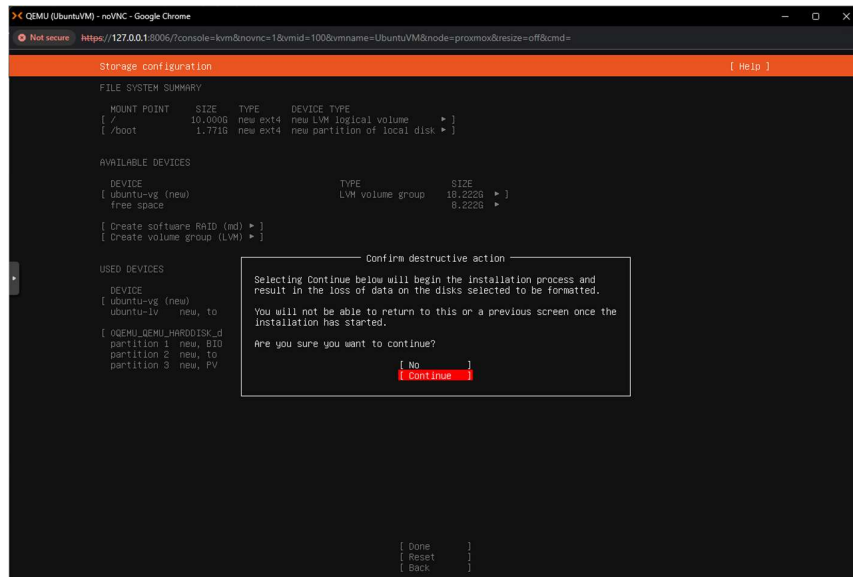 QEMU (UbuntuVM) - noVNC - Google Chrome
Not secure https://127.0.0.1:8006/?console=kvm&novnc=1&vmid=100&vmname=UbuntuVM&node=proxmox&resize=off&cmd=
Storage configuration [ Help ]
FILE SYSTEM SUMMARY
MOUNT POINT SIZE TYPE DEVICE TYPE
[ / 10.000G new ext4 new LVM logical volume ▸ ]
[ /boot 1.771G new ext4 new partition of local disk ▸ ]
AVAILABLE DEVICES
DEVICE TYPE SIZE
[ ubuntu-vg (new) LVM volume group 18.222G ▸ ]
free space 8.222G ▸
[ Create software RAID (md) ▸ ]
[ Create volume group (LVM) ▸ ]
USED DEVICES
DEVICE
[ ubuntu-vg (new)
ubuntu-lv new, to
[ 0QEMU_QEMU_HARDDISK_d
partition 1 new, BIO
partition 2 new, to
partition 3 new, PV
Confirm destructive action
Selecting Continue below will begin the installation process and
result in the loss of data on the disks selected to be formatted.
You will not be able to return to this or a previous screen once the
installation has started.
Are you sure you want to continue?
[ No ]
[ Continue ]
[ Done ]
[ Reset ]
[ Back ]